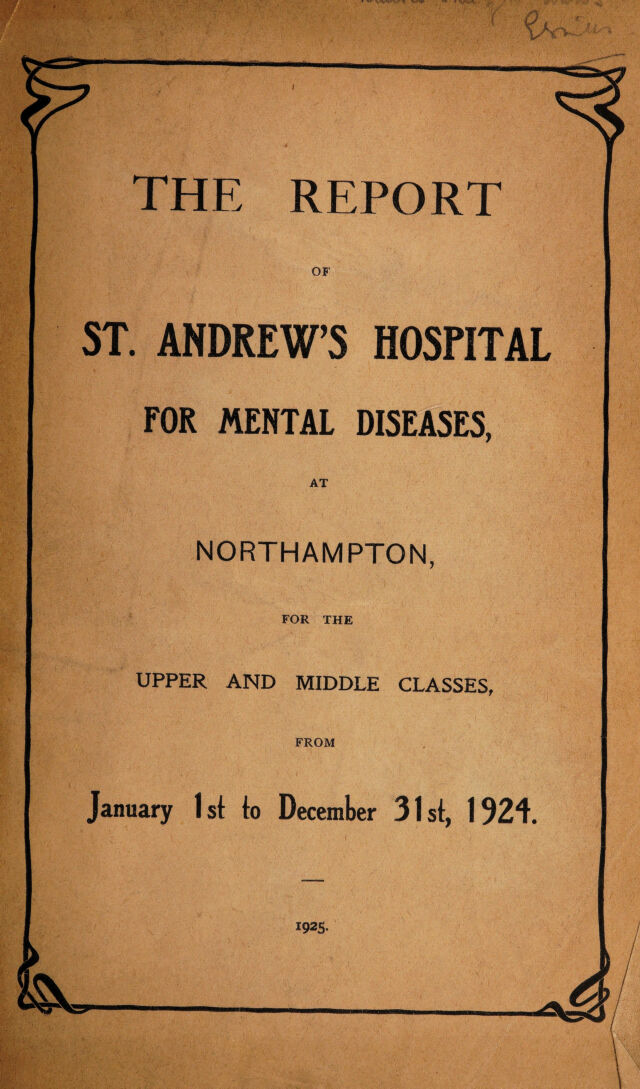 THE REPORT
OF
ST. ANDREW'S HOSPITAL
FOR MENTAL DISEASES,
AT
NORTHAMPTON,
FOR THE
UPPER AND MIDDLE CLASSES,
FROM
January 1st to December 31st, 1924.
1925.